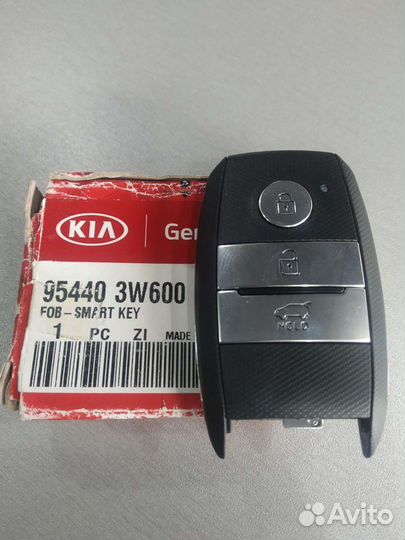 KIA
Gen
95440 3W600
FOB-SMART KEY
1 PC ZI MADE
HOLD
Avito